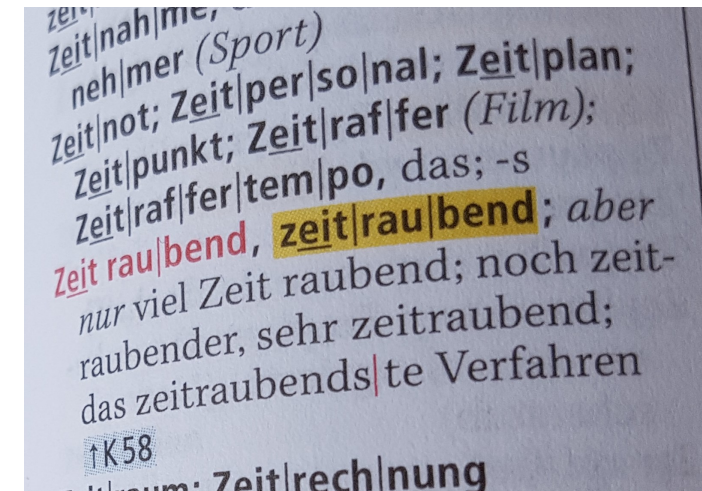 Zeit|nah|me,
neh|mer (Sport)
Zeit|not; Zeit|per|so|nal; Zeit|plan;
Zeit|punkt; Zeit|raf|fer (Film);
Zeit|raf|fer|tem|po, das; -s
Zeit rau|bend, zeit|rau|bend; aber
nur viel Zeit raubend; noch zeit-
raubender, sehr zeitraubend;
das zeitraubends|te Verfahren
↑K 58
Zeit|rech|nung